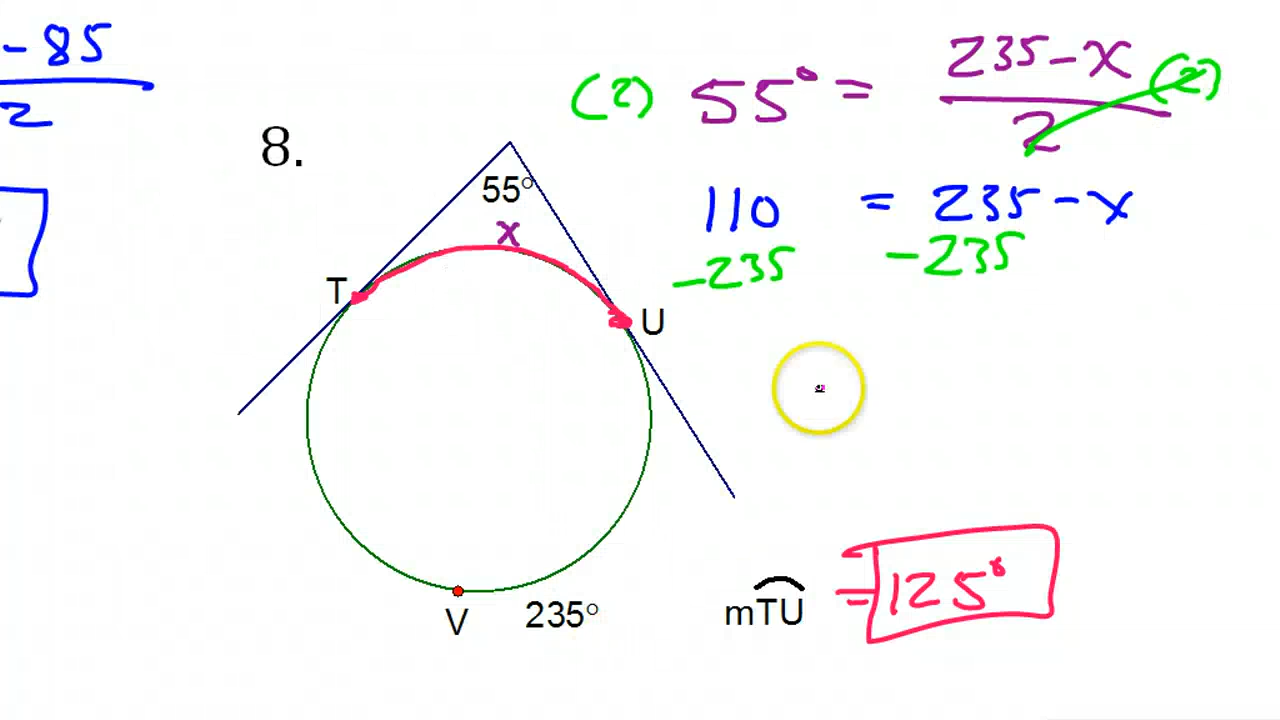 -85
2
8.
55°
x
T
U
V
235°
(2) 55° = 235-x (2)
2
110 = 235-x
-235 -235
mTU = 125°